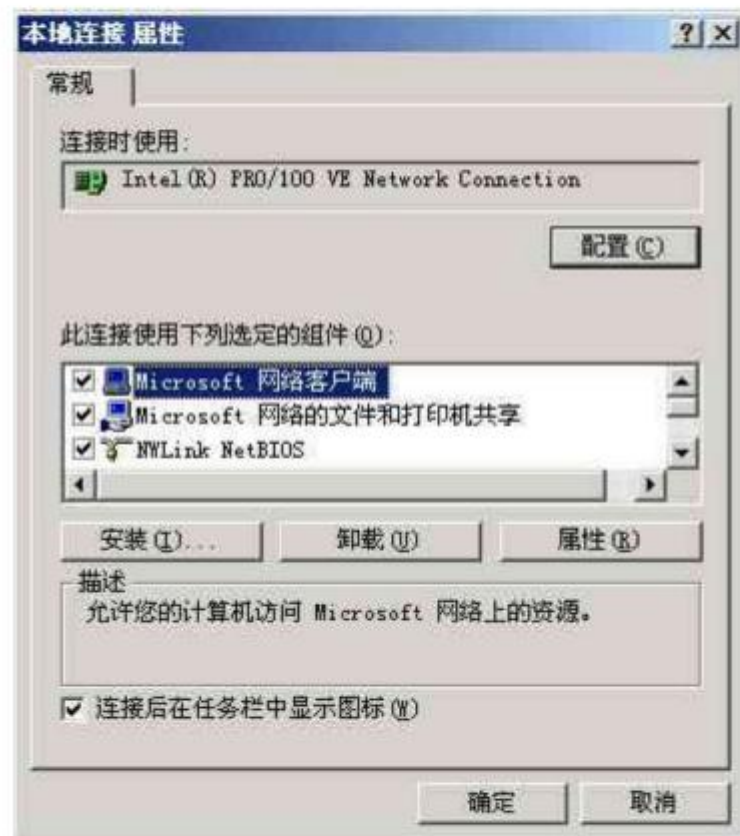 本地连接 属性
常规
连接时使用:
Intel(R) PRO/100 VE Network Connection
配置(C)
此连接使用下列选定的组件(O):
Microsoft 网络客户端
Microsoft 网络的文件和打印机共享
NWLink NetBIOS
安装(I)... 卸载(U) 属性(R)
描述
允许您的计算机访问 Microsoft 网络上的资源。
连接后在任务栏中显示图标(W)
确定 取消